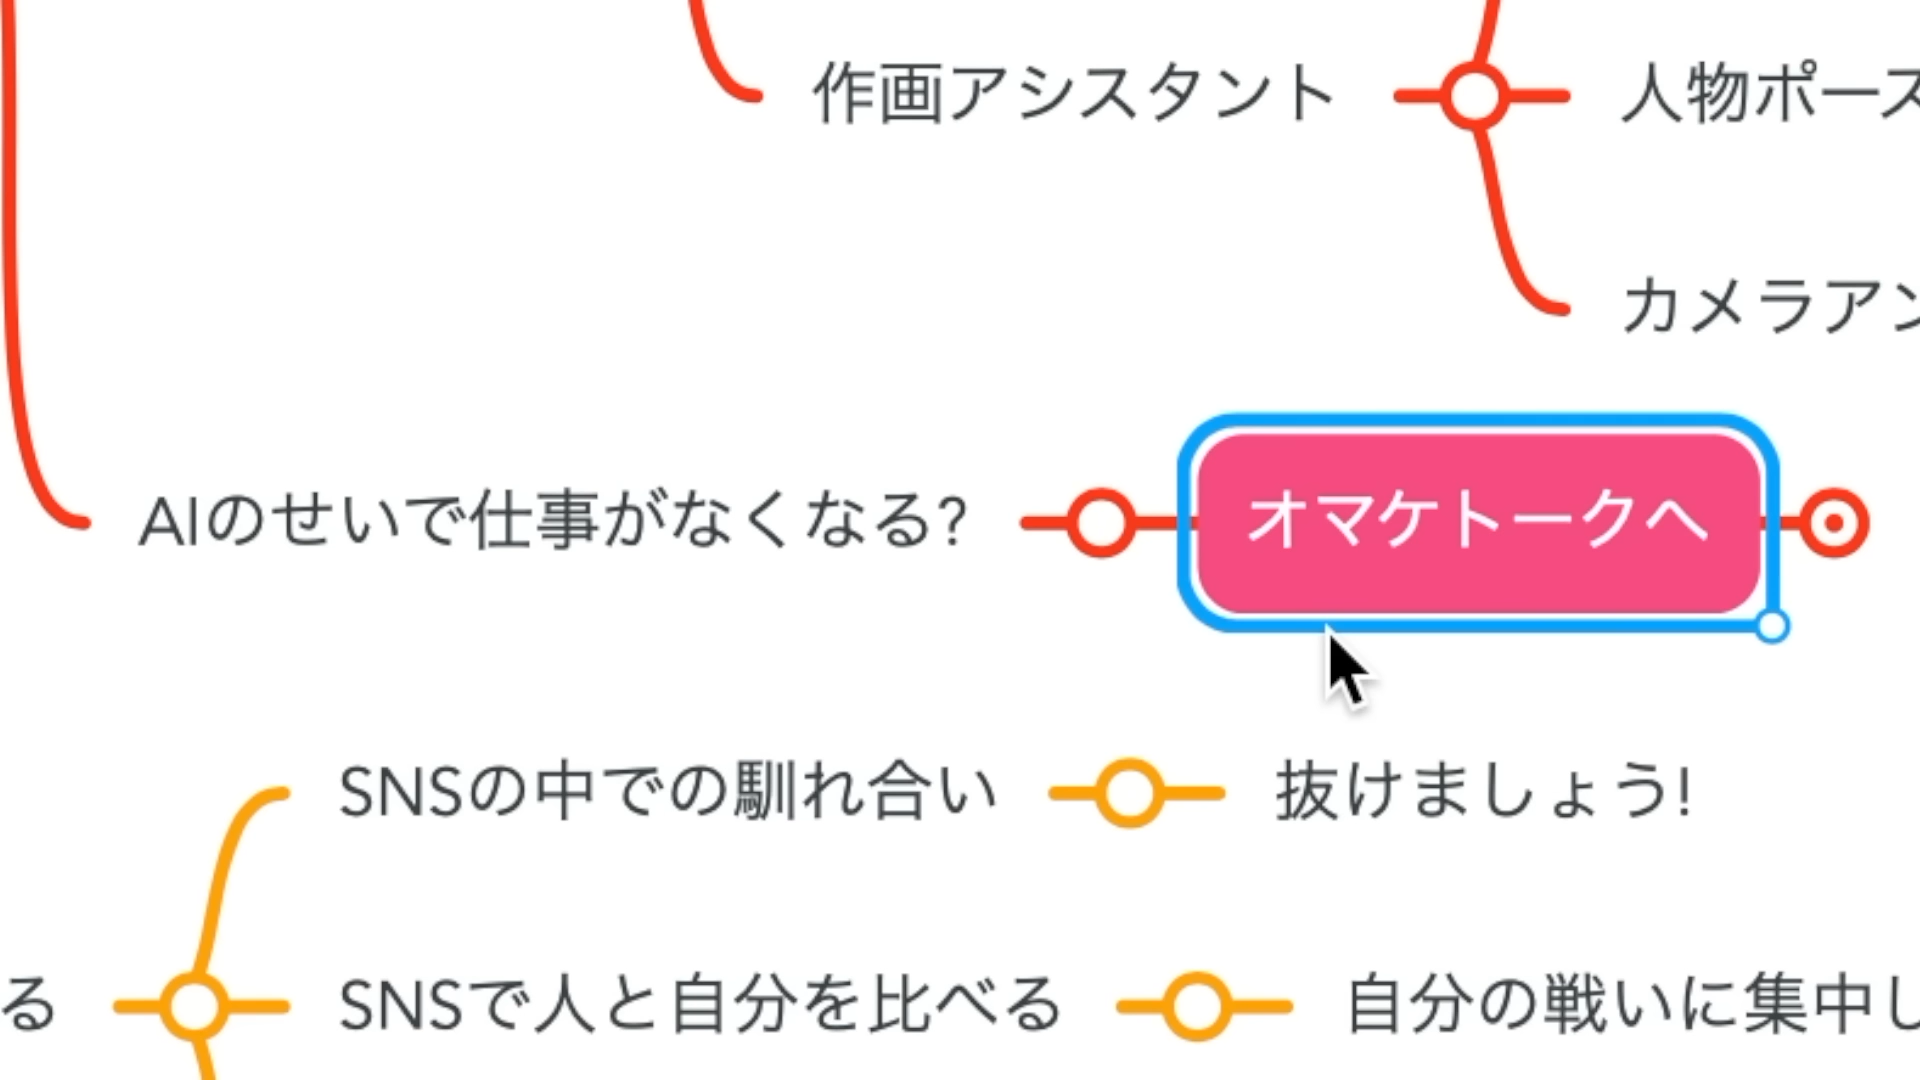 作画アシスタント
人物ポーズ
カメラアン
AIのせいで仕事がなくなる?
オマケトークへ
SNSの中での馴れ合い
抜けましょう!
る
SNSで人と自分を比べる
自分の戦いに集中し